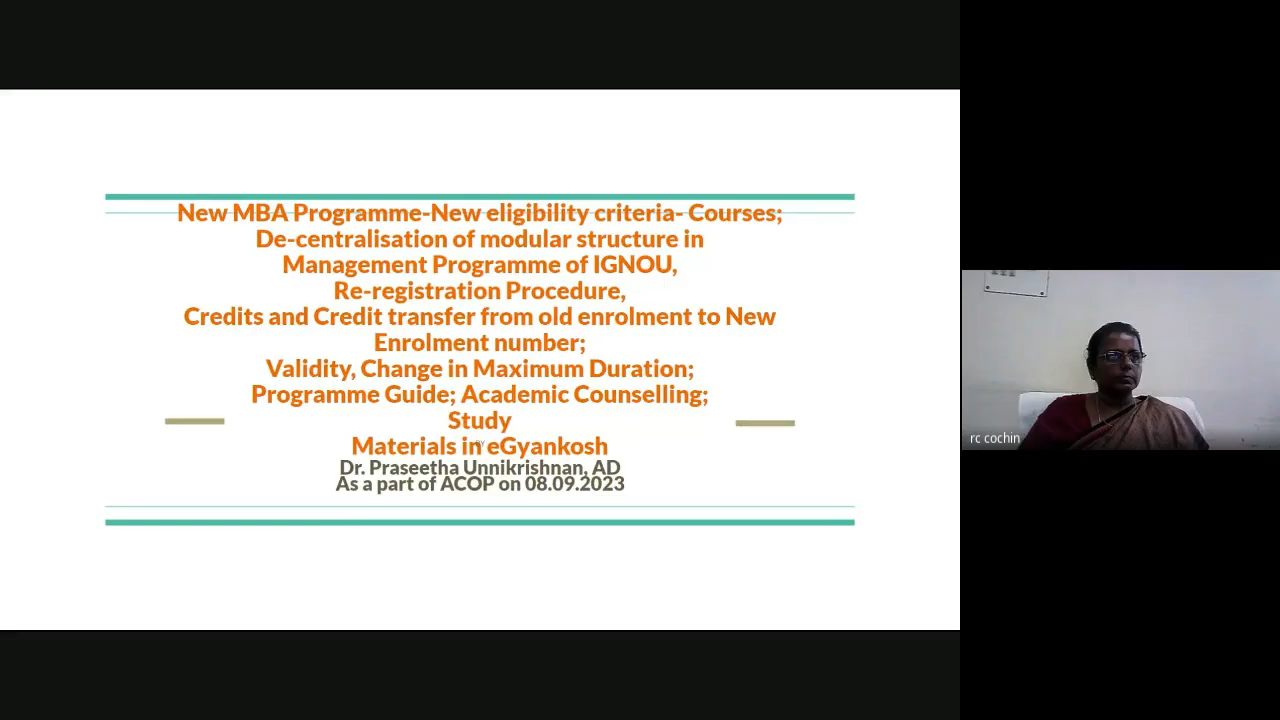 New MBA Programme-New eligibility criteria- Courses;
De-centralisation of modular structure in
Management Programme of IGNOU,
Re-registration Procedure,
Credits and Credit transfer from old enrolment to New
Enrolment number;
Validity, Change in Maximum Duration;
Programme Guide; Academic Counselling;
Study
Materials in eGyankosh
BY
Dr. Praseetha Unnikrishnan, AD
As a part of ACOP on 08.09.2023
rc cochin